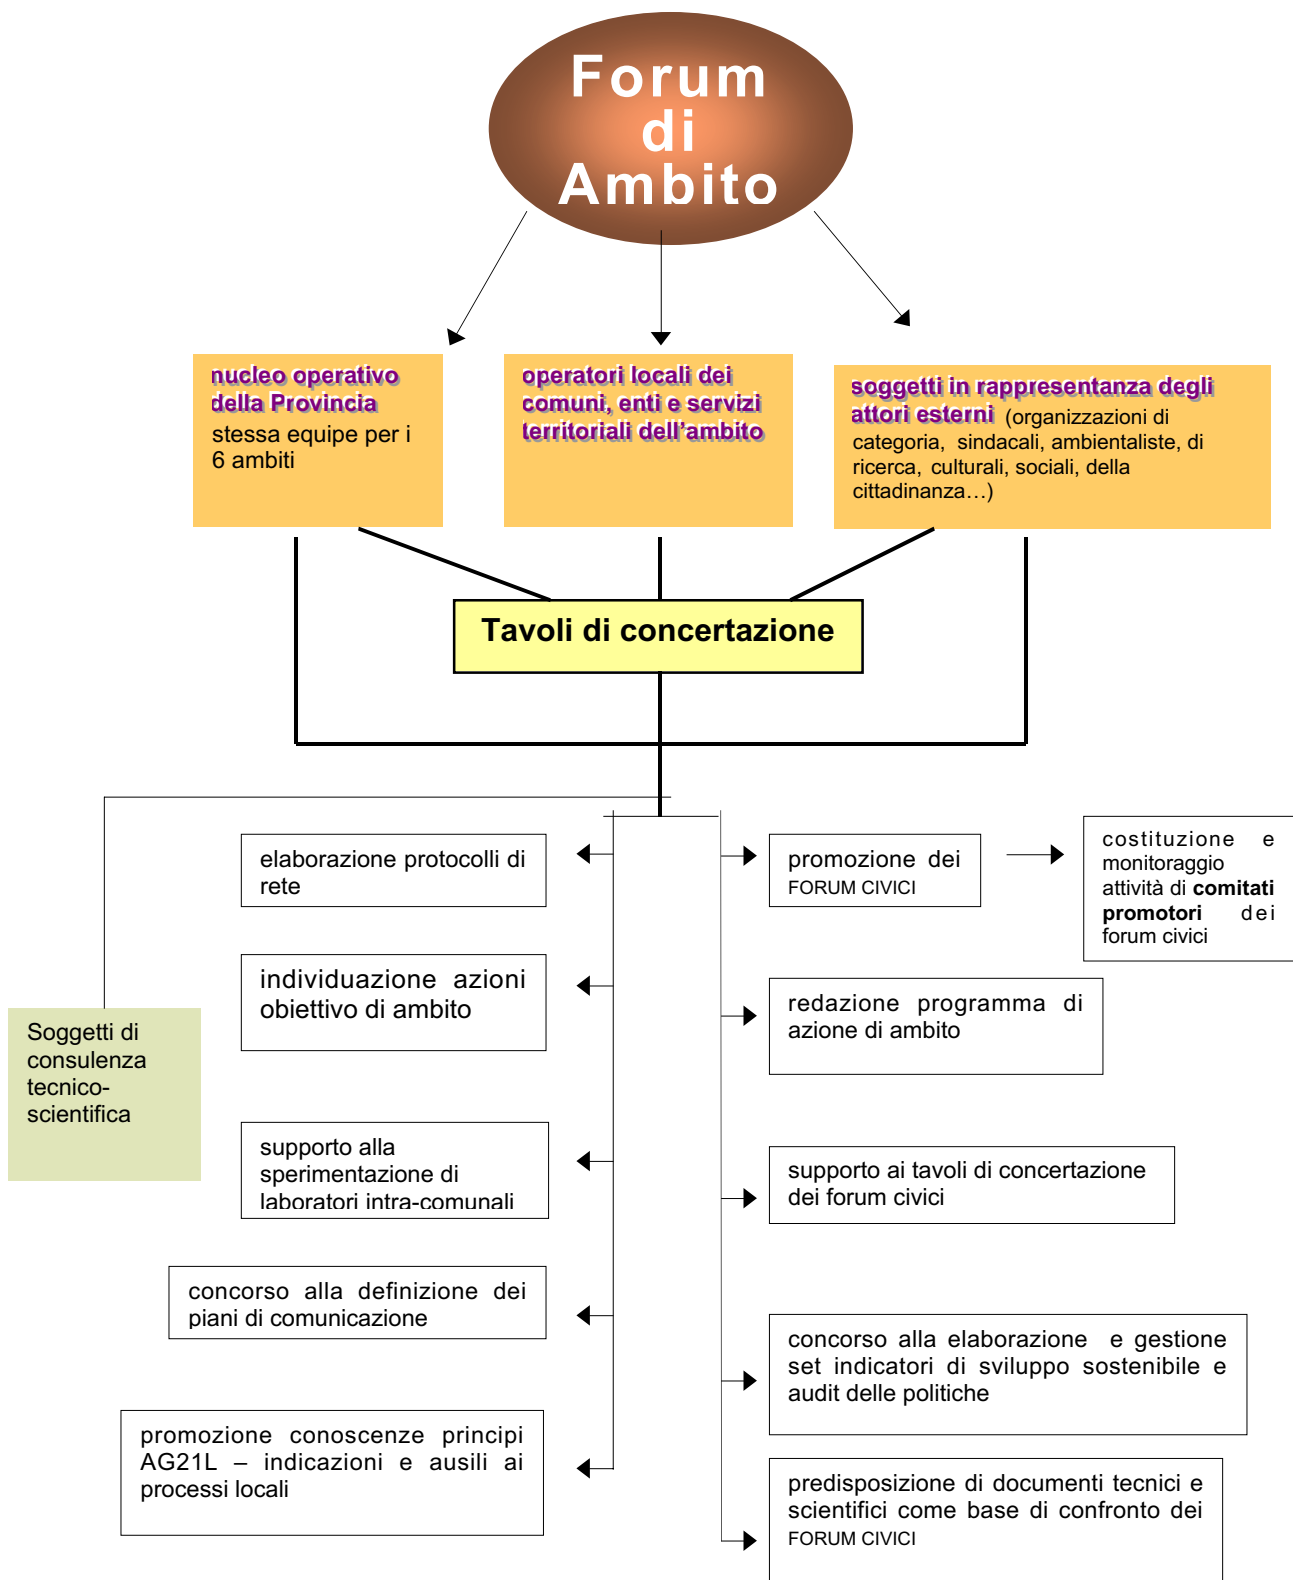 Forum
di
Ambito
nucleo operativo
della Provincia
stessa equipe per i
6 ambiti
operatori locali dei
comuni, enti e servizi
territoriali dell'ambito
soggetti in rappresentanza degli
attori esterni (organizzazioni di
categoria, sindacali, ambientaliste, di
ricerca, culturali, sociali, della
cittadinanza…)
Tavoli di concertazione
elaborazione protocolli di
rete
promozione dei
FORUM CIVICI
costituzione e
monitoraggio
attività di comitati
promotori dei
forum civici
individuazione azioni
obiettivo di ambito
redazione programma di
azione di ambito
Soggetti di
consulenza
tecnico-
scientifica
supporto alla
sperimentazione di
laboratori intra-comunali
supporto ai tavoli di concertazione
dei forum civici
concorso alla definizione dei
piani di comunicazione
concorso alla elaborazione e gestione
set indicatori di sviluppo sostenibile e
audit delle politiche
promozione conoscenze principi
AG21L – indicazioni e ausili ai
processi locali
predisposizione di documenti tecnici e
scientifici come base di confronto dei
FORUM CIVICI